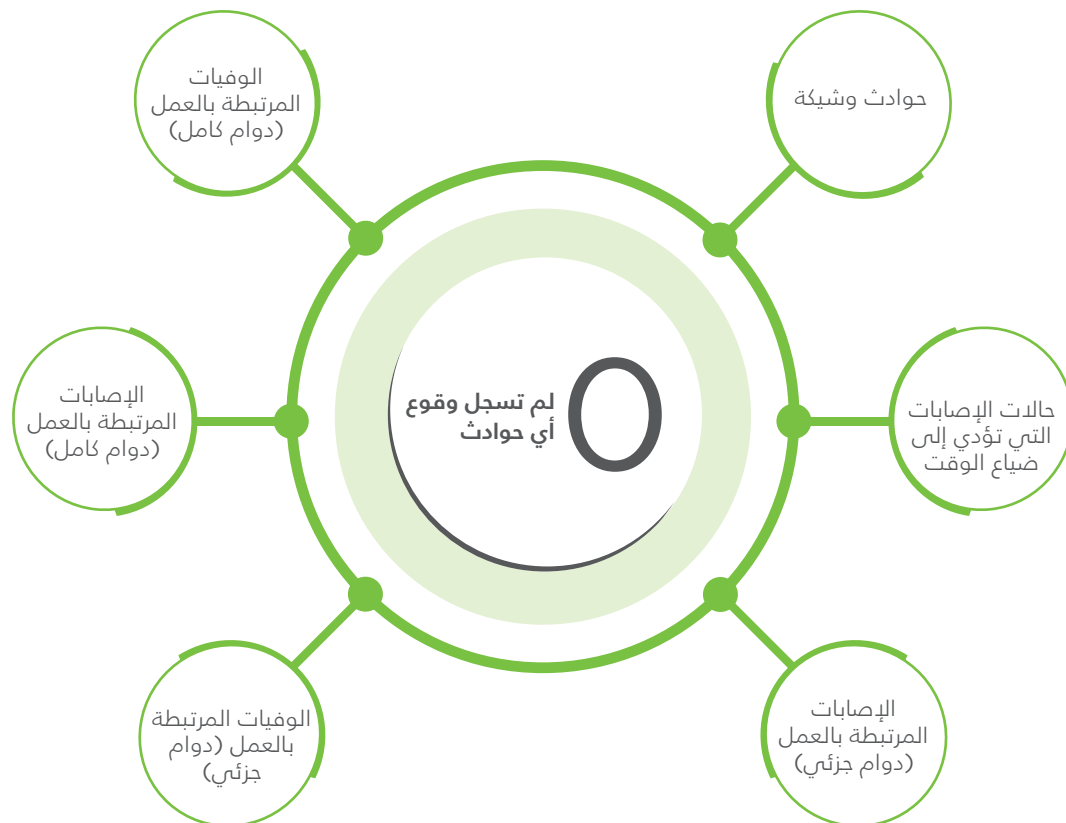 حوادث وشيكة
الوفيات
المرتبطة بالعمل
(دوام كامل)
حالات الإصابات
التي تؤدي إلى
ضياع الوقت
0
لم تسجل وقوع
أي حوادث
الإصابات
المرتبطة بالعمل
(دوام كامل)
الإصابات
المرتبطة بالعمل
(دوام جزئي)
الوفيات المرتبطة
بالعمل (دوام
جزئي)